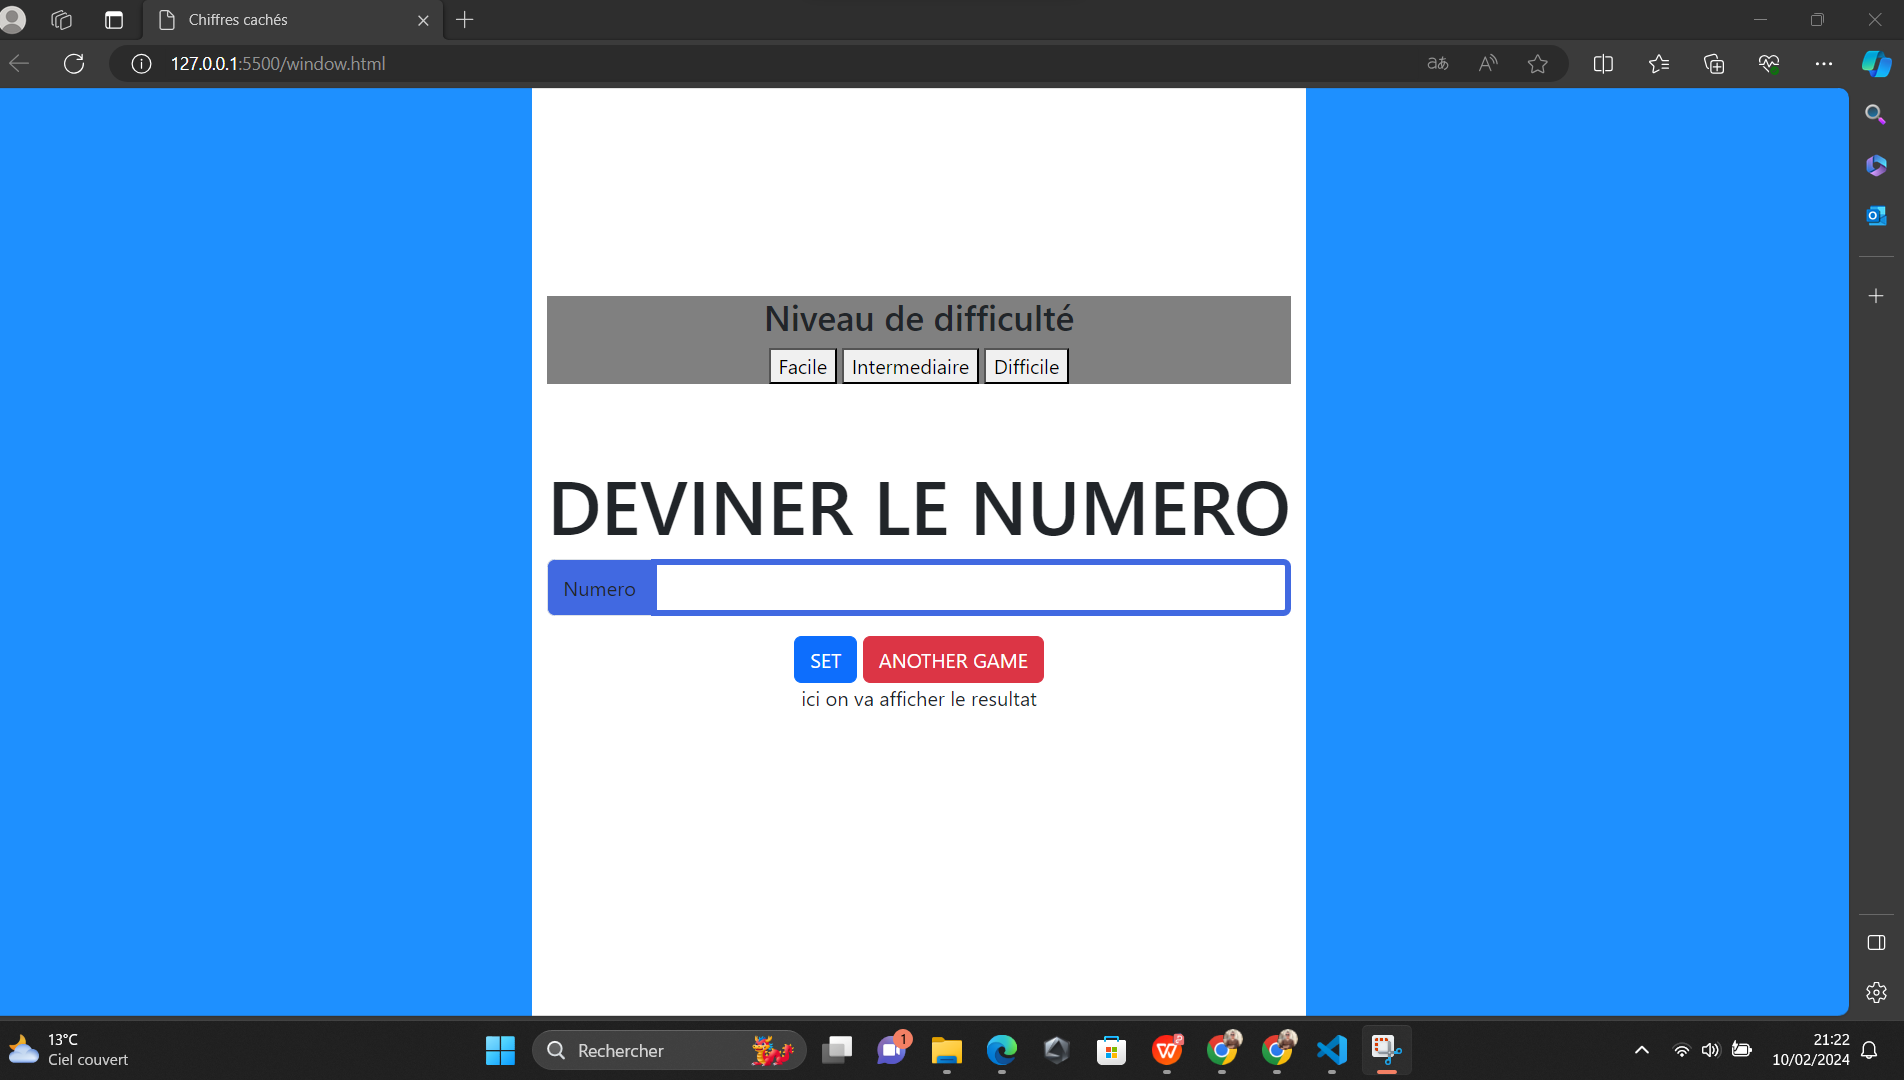 Chiffres cachés
127.0.0.1:5500/window.html
aあ
Niveau de difficulté
Facile Intermediaire Difficile
DEVINER LE NUMERO
Numero
SET ANOTHER GAME
ici on va afficher le resultat
13°C
Ciel couvert
Rechercher
1
21:22
10/02/2024